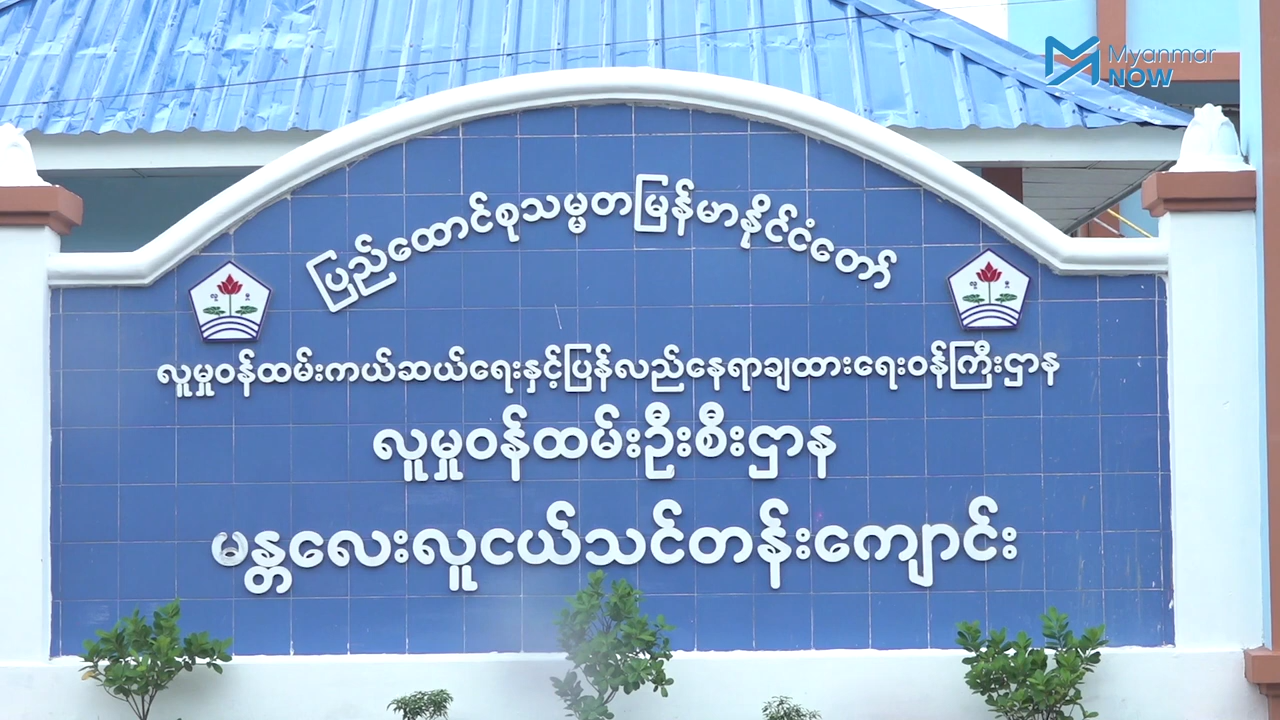 Myanmar
NOW
ပြည်ထောင်စုသမ္မတမြန်မာနိုင်ငံတော်
လူမှုဝန်ထမ်းကယ်ဆယ်ရေးနှင့်ပြန်လည်နေရာချထားရေးဝန်ကြီးဌာန
လူမှုဝန်ထမ်းဦးစီးဌာန
မန္တလေးလူငယ်သင်တန်းကျောင်း